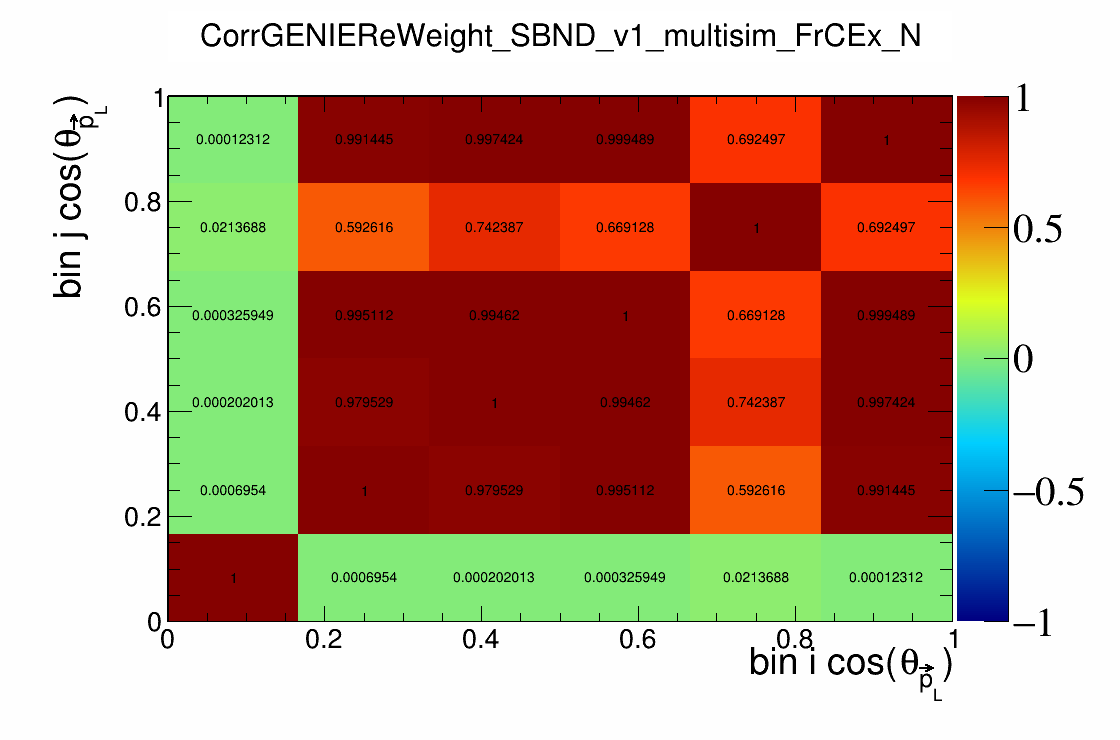 CorrGENIEReWeight_SBND_v1_multisim_FrCEx_N
bin j cos(θ_p⃗_L)
1
0.8
0.6
0.4
0.2
0
0.00012312 0.991445 0.997424 0.999489 0.692497 1
0.0213688 0.592616 0.742387 0.669128 1 0.692497
0.000325949 0.995112 0.99462 1 0.669128 0.999489
0.000202013 0.979529 1 0.99462 0.742387 0.997424
0.0006954 1 0.979529 0.995112 0.592616 0.991445
1 0.0006954 0.000202013 0.000325949 0.0213688 0.00012312
0 0.2 0.4 0.6 0.8 1
bin i cos(θ_p⃗_L)
1
0.5
0
−0.5
−1